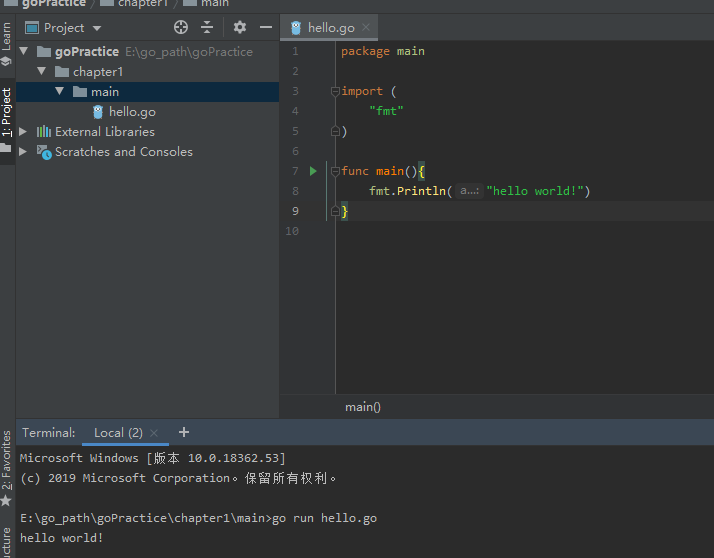 goPractice chapter1 main
Learn
1: Project
2: Favorites
Project
goPractice E:\go_path\goPractice
chapter1
main
hello.go
External Libraries
Scratches and Consoles
hello.go
1 package main
2
3 import (
4 "fmt"
5 )
6
7 func main(){
8 fmt.Println( a...: "hello world!")
9 }
10
main()
Terminal: Local (2) × +
Microsoft Windows [版本 10.0.18362.53]
(c) 2019 Microsoft Corporation。保留所有权利。
E:\go_path\goPractice\chapter1\main>go run hello.go
hello world!